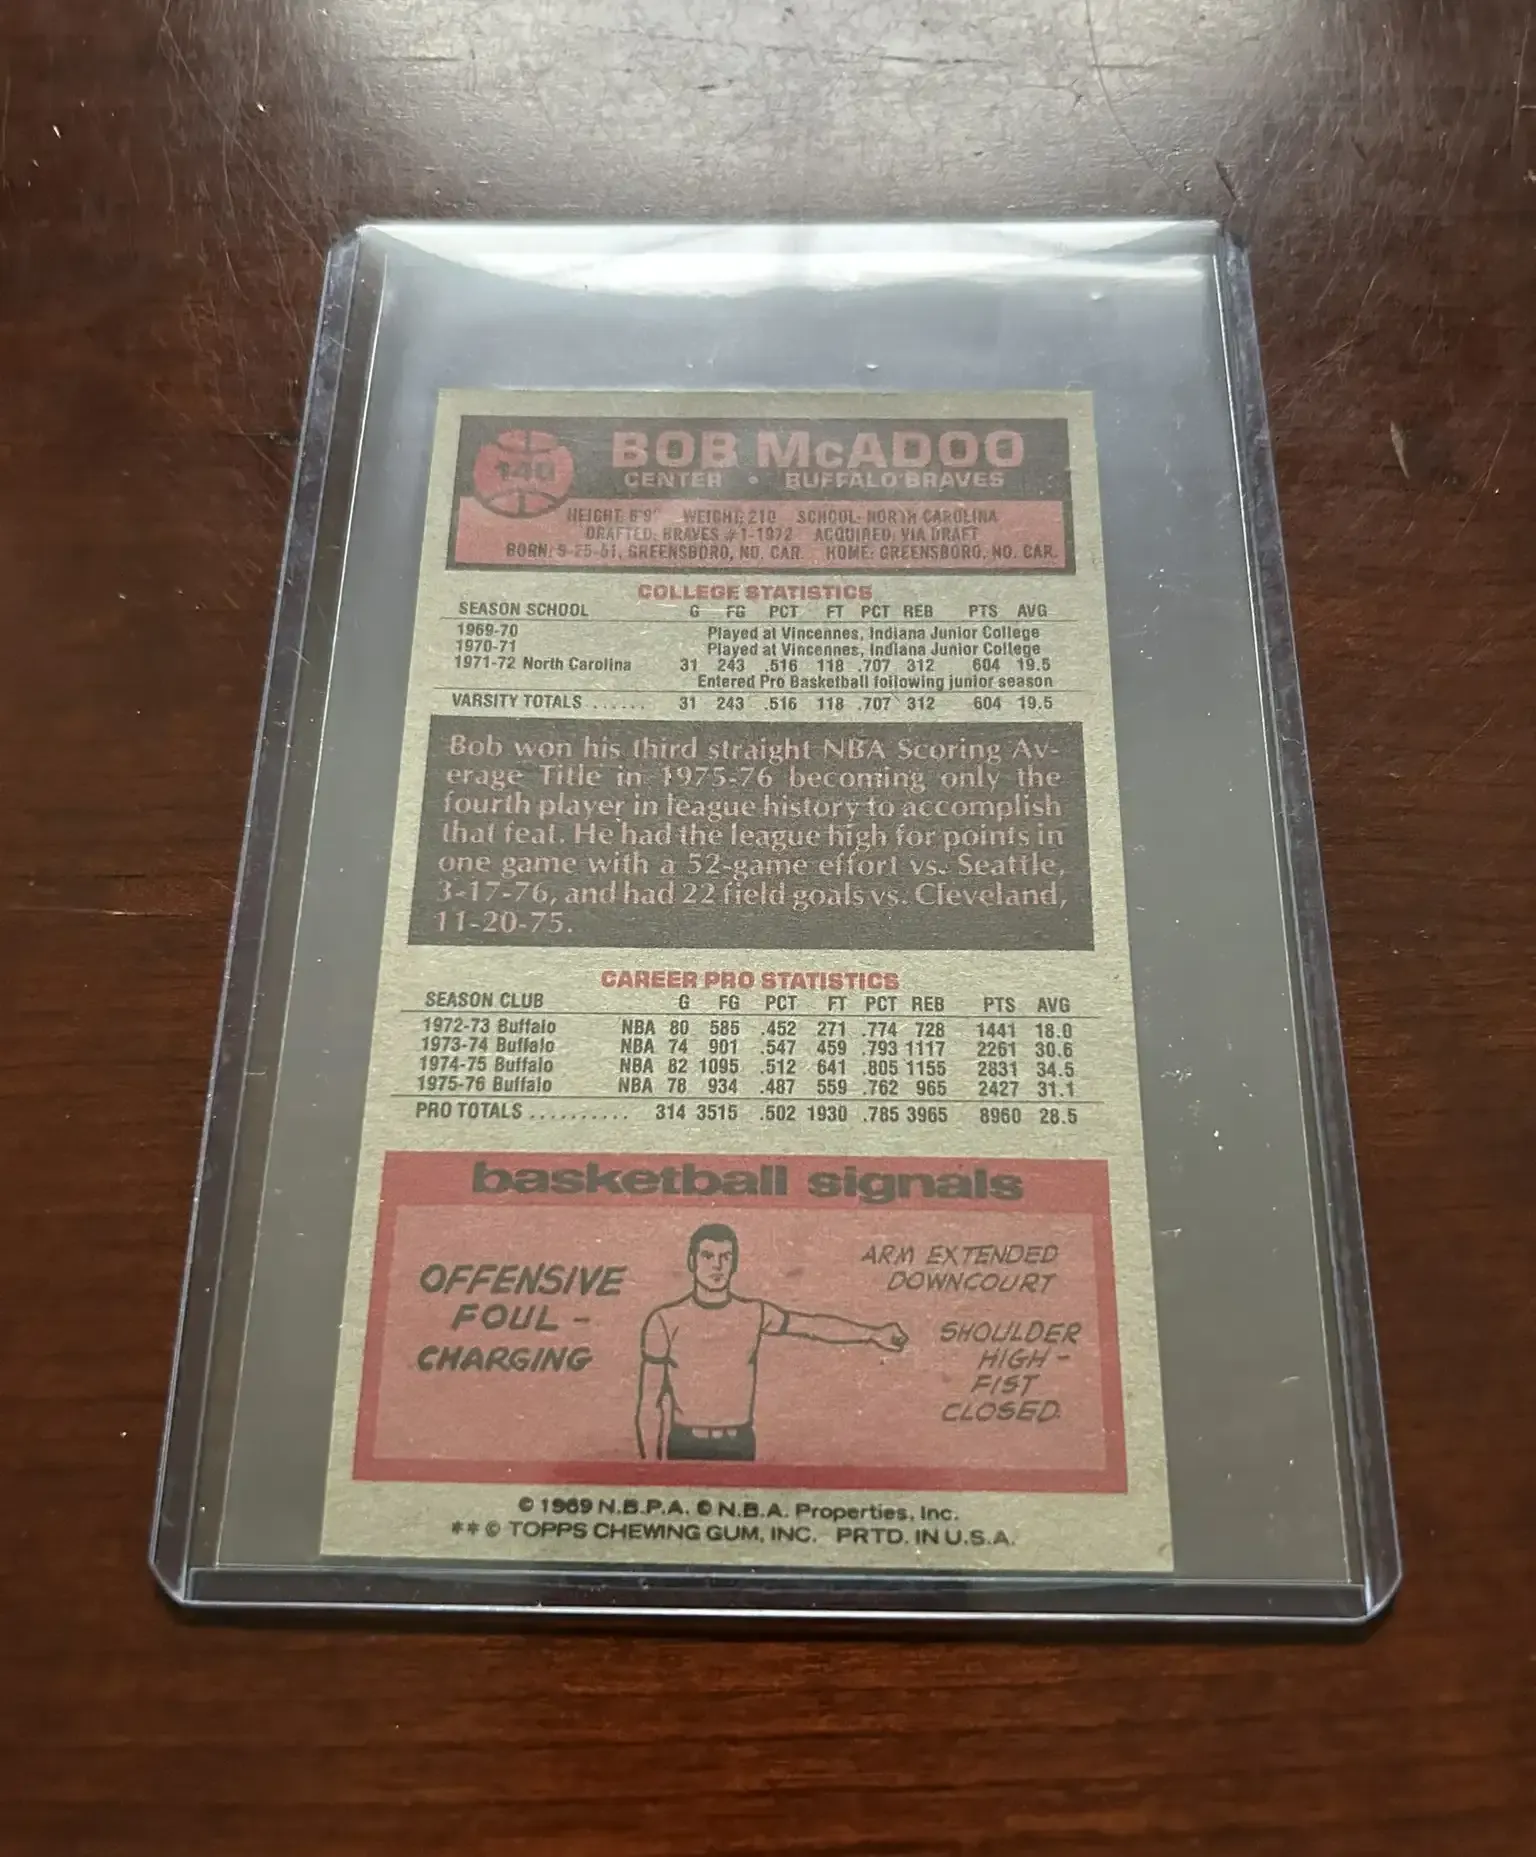 140
BOB McADOO
CENTER • BUFFALO BRAVES
HEIGHT: 6'9" WEIGHT: 210 SCHOOL: NORTH CAROLINA
DRAFTED: BRAVES #1-1972 ACQUIRED: VIA DRAFT
BORN: 9-25-51, GREENSBORO, NO. CAR. HOME: GREENSBORO, NO. CAR.
COLLEGE STATISTICS
SEASON SCHOOL G FG PCT FT PCT REB PTS AVG
1969-70 Played at Vincennes, Indiana Junior College
1970-71 Played at Vincennes, Indiana Junior College
1971-72 North Carolina 31 243 .516 118 .707 312 604 19.5
Entered Pro Basketball following junior season
VARSITY TOTALS ....... 31 243 .516 118 .707 312 604 19.5
Bob won his third straight NBA Scoring Av-
erage Title in 1975-76 becoming only the
fourth player in league history to accomplish
that feat. He had the league high for points in
one game with a 52-game effort vs. Seattle,
3-17-76, and had 22 field goals vs. Cleveland,
11-20-75.
CAREER PRO STATISTICS
SEASON CLUB G FG PCT FT PCT REB PTS AVG
1972-73 Buffalo NBA 80 585 .452 271 .774 728 1441 18.0
1973-74 Buffalo NBA 74 901 .547 459 .793 1117 2261 30.6
1974-75 Buffalo NBA 82 1095 .512 641 .805 1155 2831 34.5
1975-76 Buffalo NBA 78 934 .487 559 .762 965 2427 31.1
PRO TOTALS .......... 314 3515 .502 1930 .785 3965 8960 28.5
basketball signals
OFFENSIVE
FOUL -
CHARGING
ARM EXTENDED
DOWNCOURT
SHOULDER
HIGH -
FIST
CLOSED.
© 1969 N.B.P.A. © N.B.A. Properties, Inc.
** © TOPPS CHEWING GUM, INC. PRTD. IN U.S.A.